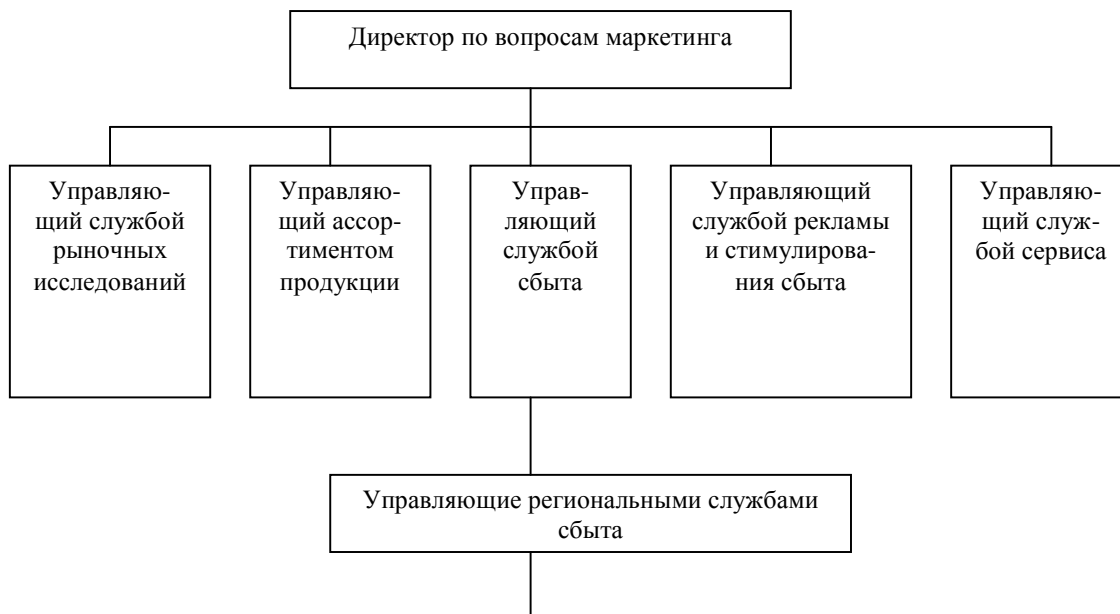 Директор по вопросам маркетинга
Управляю-
щий службой
рыночных
исследований
Управляю-
щий ассор-
тиментом
продукции
Управ-
ляющий
службой
сбыта
Управляющий
службой рекламы
и стимулирова-
ния сбыта
Управляю-
щий служ-
бой сервиса
Управляющие региональными службами
сбыта